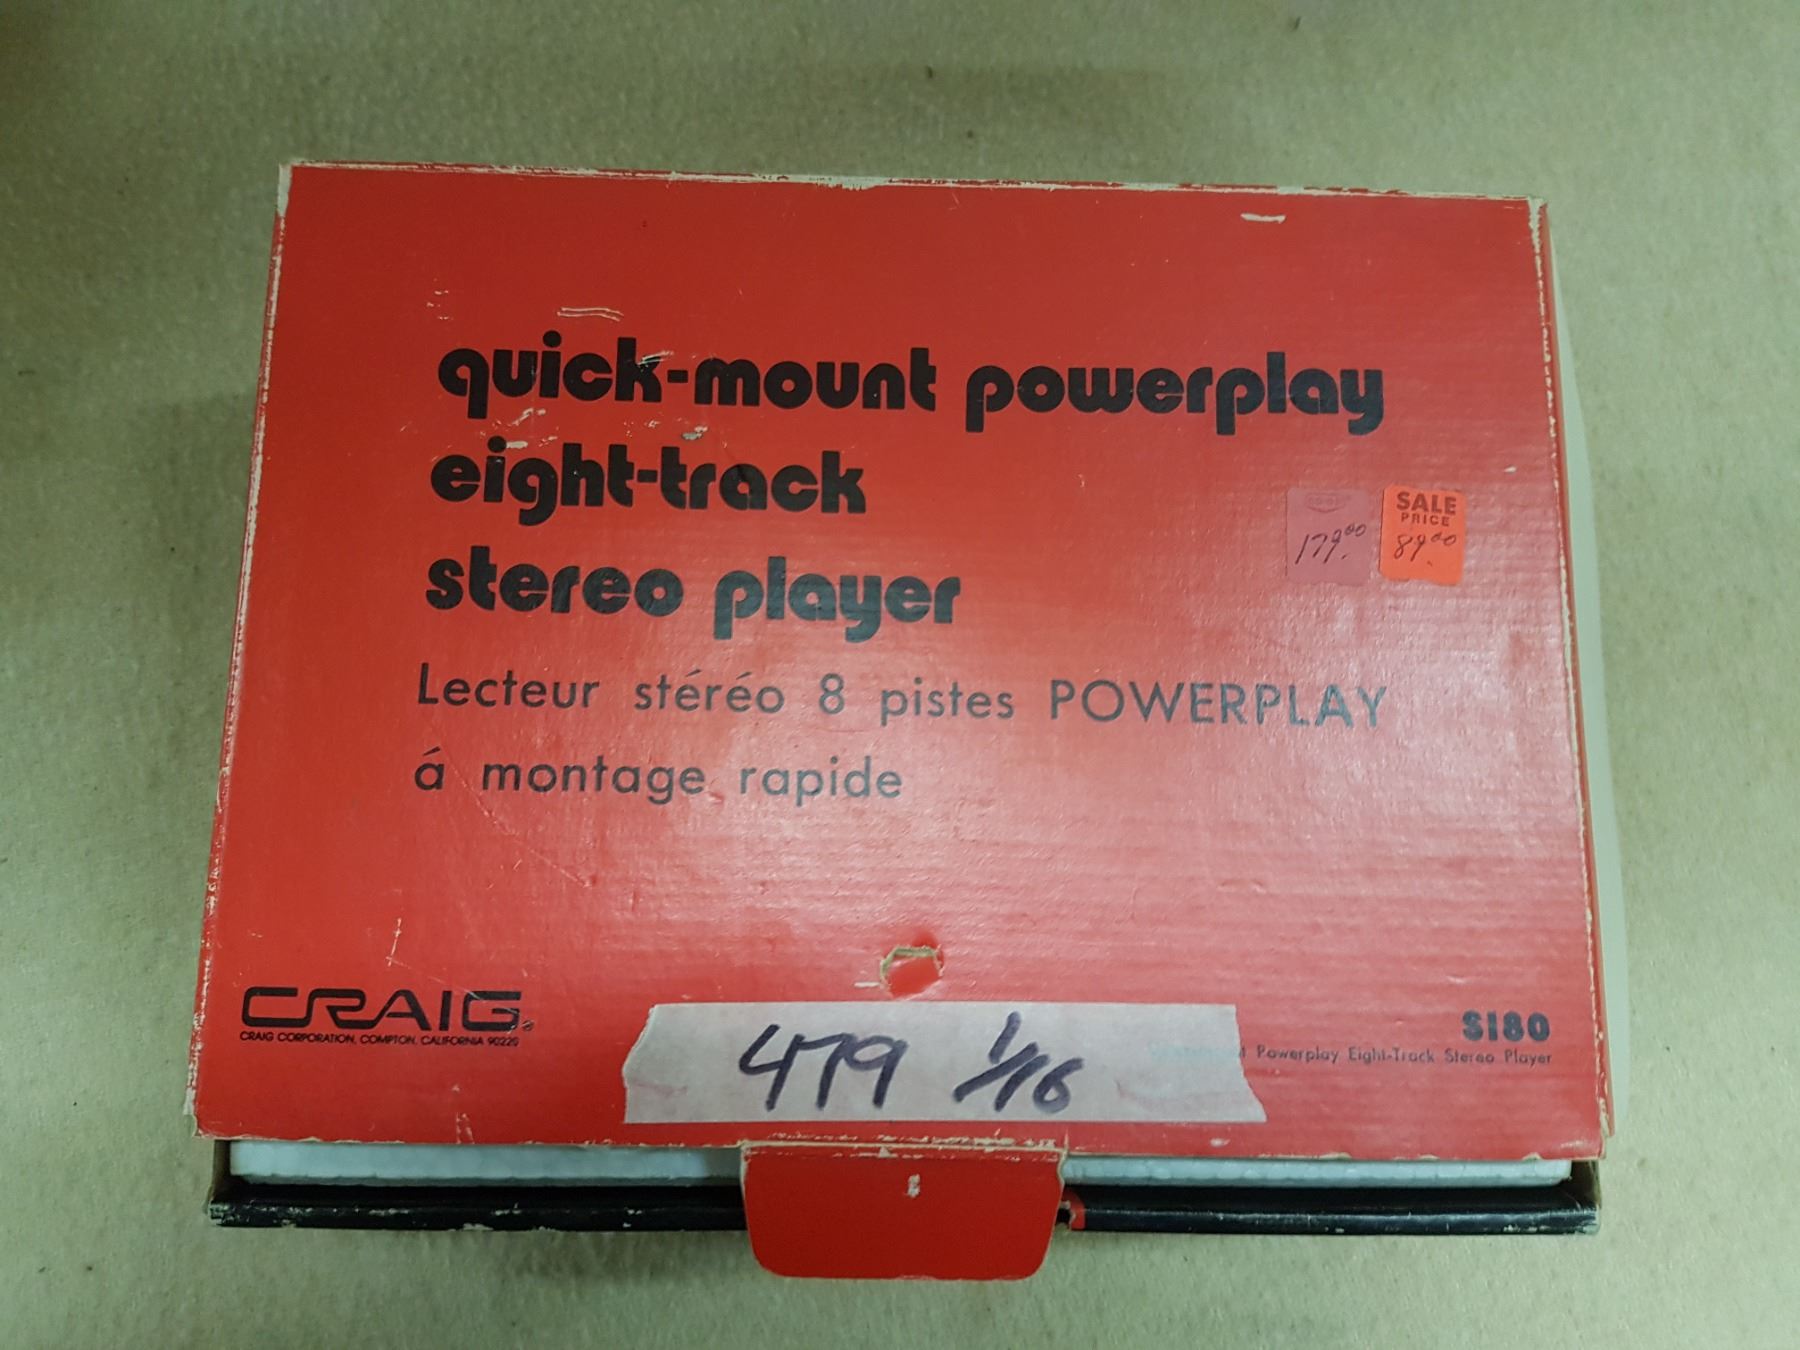 quick-mount powerplay
eight-track
stereo player
179.00
SALE
PRICE
89.00
Lecteur stéréo 8 pistes POWERPLAY
á montage rapide
CRAIG
CRAIG CORPORATION, COMPTON, CALIFORNIA 90220
479 1/16
S180
Powerplay Eight-Track Stereo Player